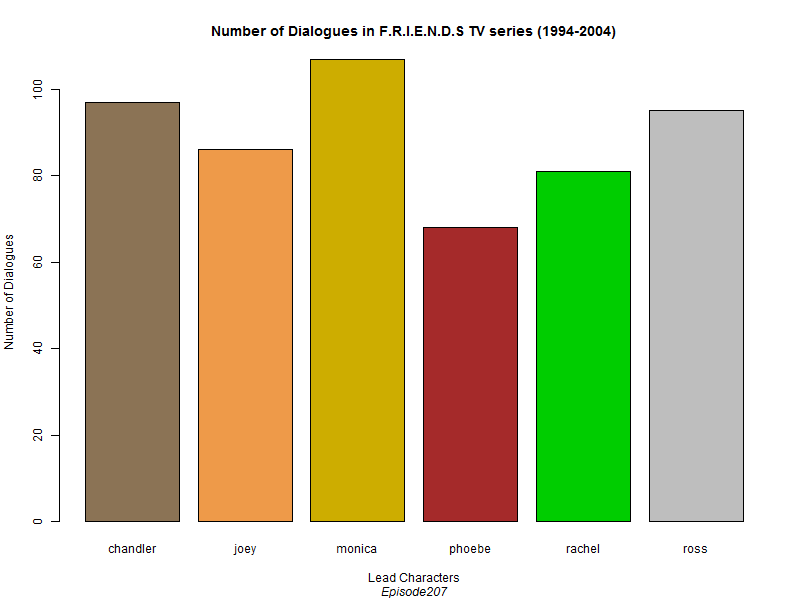 Number of Dialogues in F.R.I.E.N.D.S TV series (1994-2004)
Number of Dialogues
100
80
60
40
20
0
chandler joey monica phoebe rachel ross
Lead Characters
Episode207